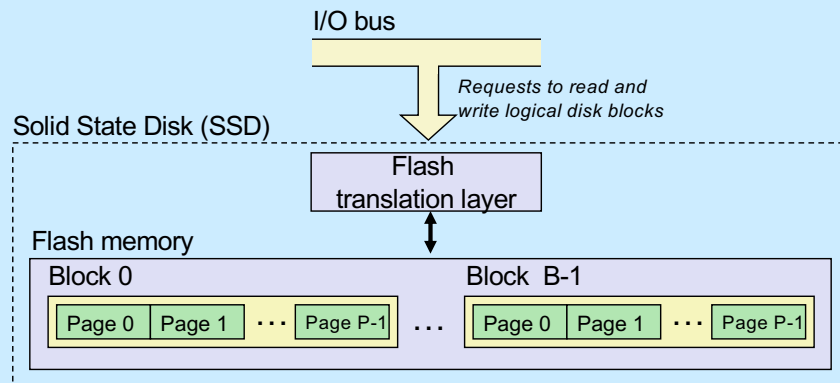 I/O bus
Requests to read and
write logical disk blocks
Solid State Disk (SSD)
Flash
translation layer
Flash memory
Block 0
Block B-1
Page 0 Page 1 ... Page P-1 ... Page 0 Page 1 ... Page P-1